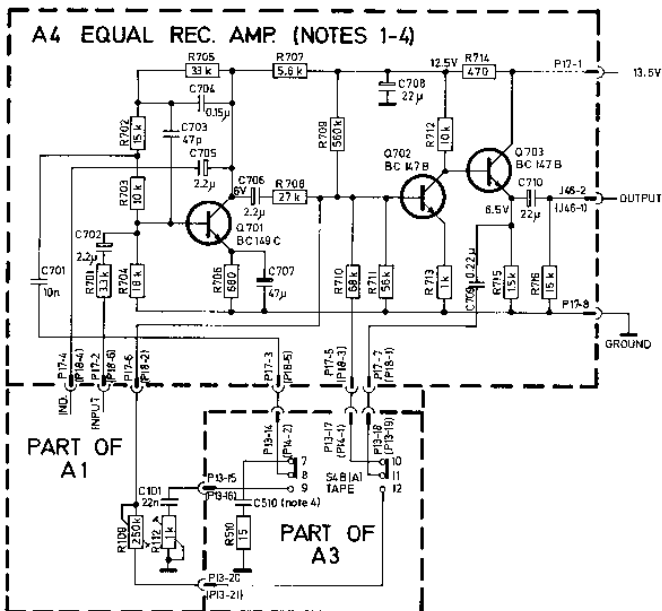 A4 EQUAL REC. AMP. (NOTES 1-4)
R705
33 k
R707
5.6 k
12.5V
R714
470
P17-1
13.5V
C704
0.15µ
C708
22µ
R702
15 k
C703
47p
R709
560 k
R712
10 k
Q703
BC 147 B
C705
2.2µ
Q702
BC 147 B
R703
10 k
6V
C706
2.2µ
R708
27 k
C710
22µ
J46-2
(J46-1)
OUTPUT
6.5V
C702
2.2µ
Q701
BC 149 C
C701
10n
R701
33k
R704
18 k
R706
680
C707
47µ
R710
68 k
R711
56k
R713
1 k
C709
0.22µ
R715
1.5k
R716
15 k
P17-8
GROUND
P17-4
(P18-4)
P17-2
(P18-6)
P17-6
(P18-2)
P17-3
(P18-5)
P17-5
(P18-3)
P17-7
(P18-1)
IND.
INPUT
PART OF
A1
P13-14
(P14-2)
P13-17
(P14-1)
P13-18
(P13-19)
7
8
9
10
11
12
S4B(A)
TAPE
P13-15
(P13-16)
C101
22n
C510 (note 4)
R109
250k
R112
1 k
R510
15
PART OF
A3
P13-20
(P13-21)